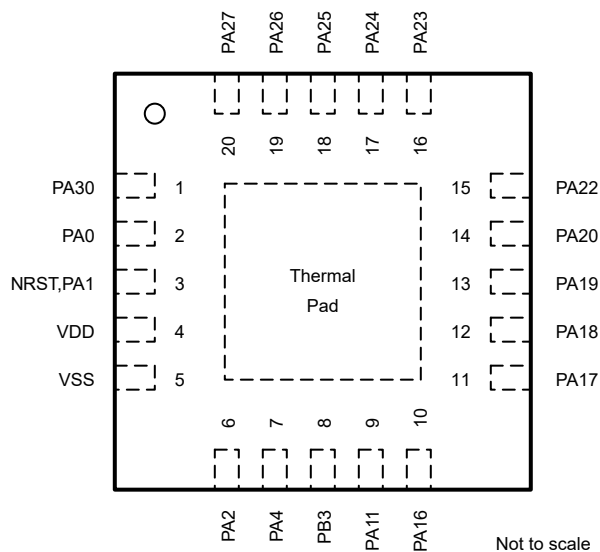 PA27 PA26 PA25 PA24 PA23
20 19 18 17 16
PA30 1 15 PA22
PA0 2 14 PA20
NRST,PA1 3 13 PA19
VDD 4 12 PA18
VSS 5 11 PA17
Thermal
Pad
6 7 8 9 10
PA2 PA4 PB3 PA11 PA16
Not to scale